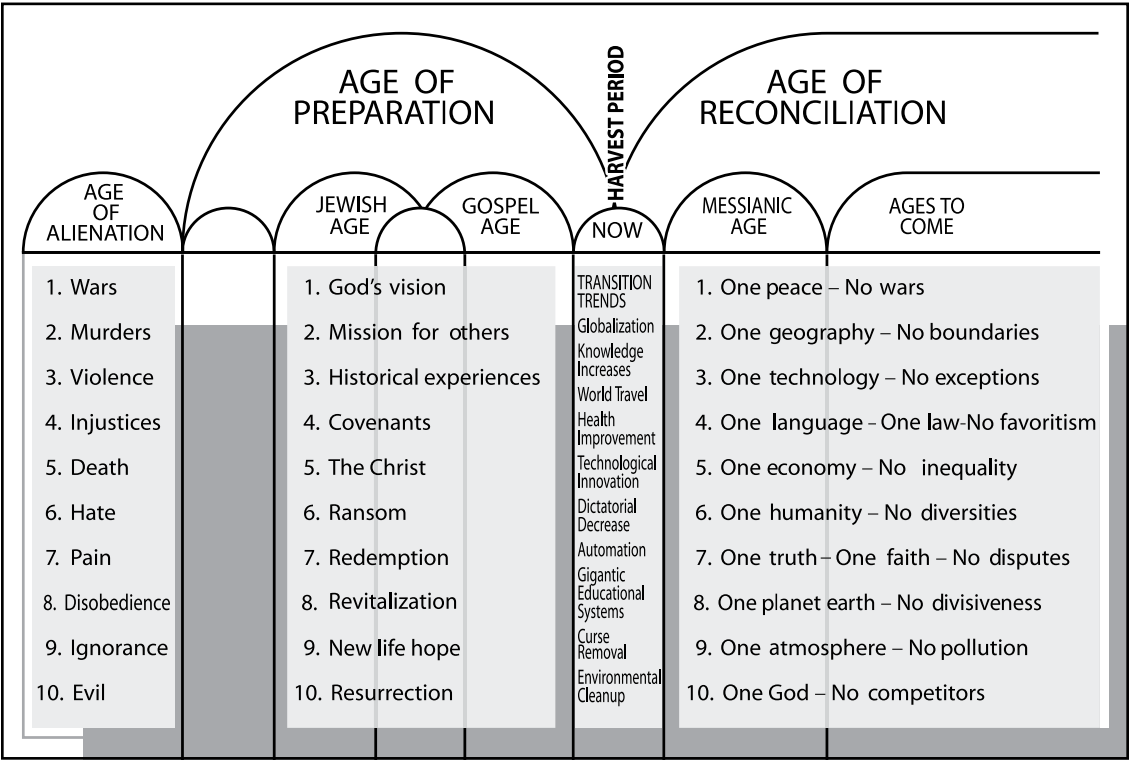 AGE OF
PREPARATION
HARVEST PERIOD
AGE OF
RECONCILIATION
AGE
OF
ALIENATION
JEWISH
AGE
GOSPEL
AGE
NOW
MESSIANIC
AGE
AGES TO
COME
1. Wars
2. Murders
3. Violence
4. Injustices
5. Death
6. Hate
7. Pain
8. Disobedience
9. Ignorance
10. Evil
1. God's vision
2. Mission for others
3. Historical experiences
4. Covenants
5. The Christ
6. Ransom
7. Redemption
8. Revitalization
9. New life hope
10. Resurrection
TRANSITION
TRENDS
Globalization
Knowledge
Increases
World Travel
Health
Improvement
Technological
Innovation
Dictatorial
Decrease
Automation
Gigantic
Educational
Systems
Curse
Removal
Environmental
Cleanup
1. One peace – No wars
2. One geography – No boundaries
3. One technology – No exceptions
4. One language – One law-No favoritism
5. One economy – No inequality
6. One humanity – No diversities
7. One truth – One faith – No disputes
8. One planet earth – No divisiveness
9. One atmosphere – No pollution
10. One God – No competitors